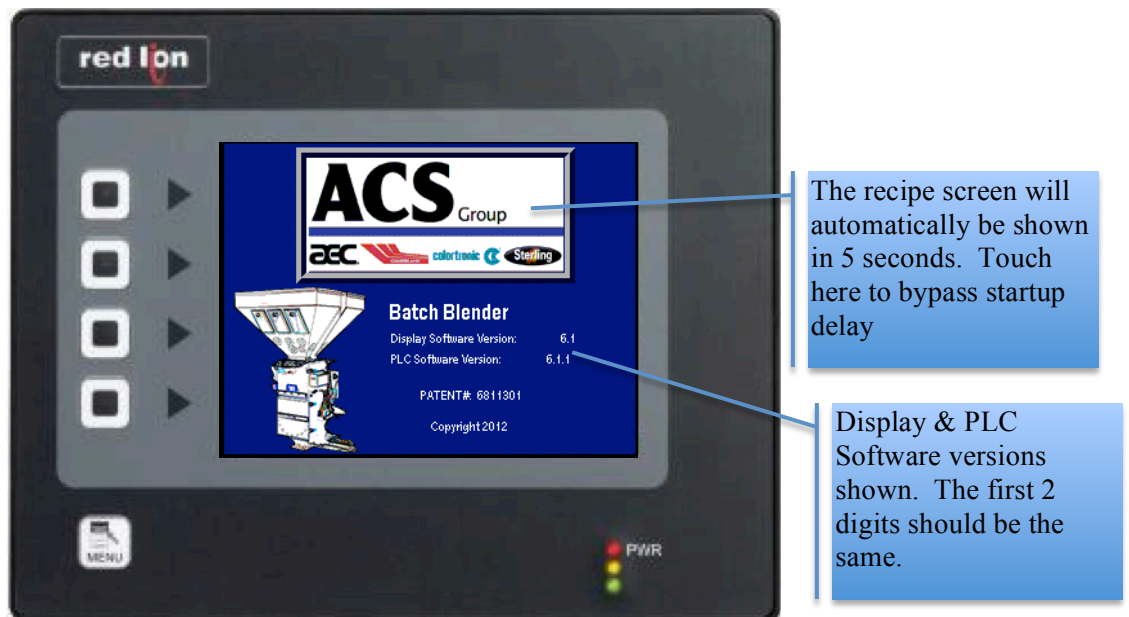 red lion
ACS Group
AEC colortronic Sterling
Batch Blender
Display Software Version: 6.1
PLC Software Version: 6.1.1
PATENT#: 6811301
Copyright 2012
MENU
PWR
The recipe screen will
automatically be shown
in 5 seconds. Touch
here to bypass startup
delay
Display & PLC
Software versions
shown. The first 2
digits should be the
same.